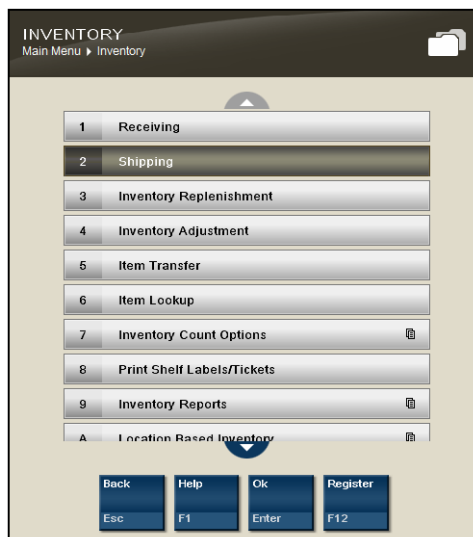 INVENTORY
Main Menu ▸ Inventory
1 Receiving
2 Shipping
3 Inventory Replenishment
4 Inventory Adjustment
5 Item Transfer
6 Item Lookup
7 Inventory Count Options
8 Print Shelf Labels/Tickets
9 Inventory Reports
A Location Based Inventory
Back Help Ok Register
Esc F1 Enter F12